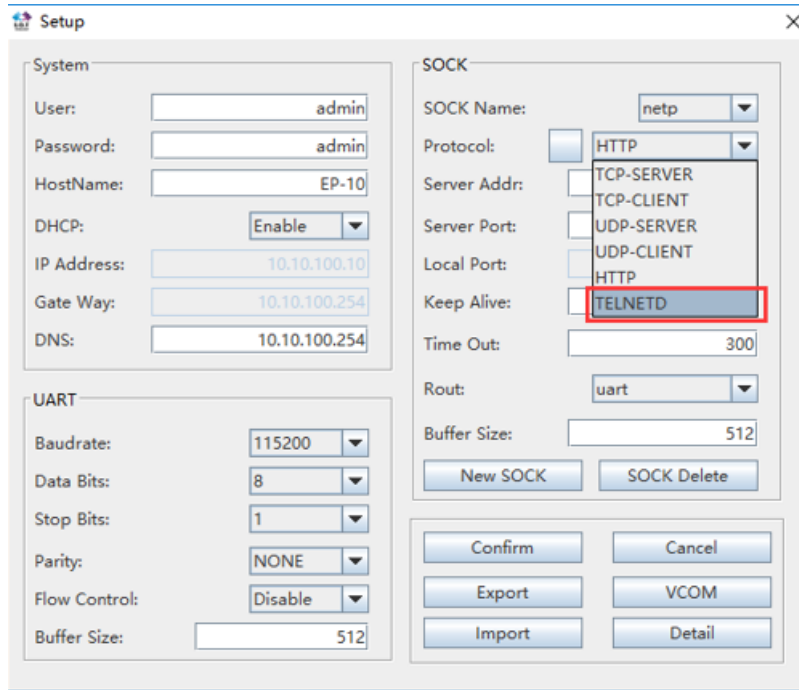 Setup
System
User: admin
Password: admin
HostName: EP-10
DHCP: Enable
IP Address: 10.10.100.10
Gate Way: 10.10.100.254
DNS: 10.10.100.254
UART
Baudrate: 115200
Data Bits: 8
Stop Bits: 1
Parity: NONE
Flow Control: Disable
Buffer Size: 512
SOCK
SOCK Name: netp
Protocol: HTTP
TCP-SERVER
Server Addr:
TCP-CLIENT
Server Port: UDP-SERVER
UDP-CLIENT
Local Port:
HTTP
Keep Alive: TELNETD
Time Out: 300
Rout: uart
Buffer Size: 512
New SOCK SOCK Delete
Confirm Cancel
Export VCOM
Import Detail